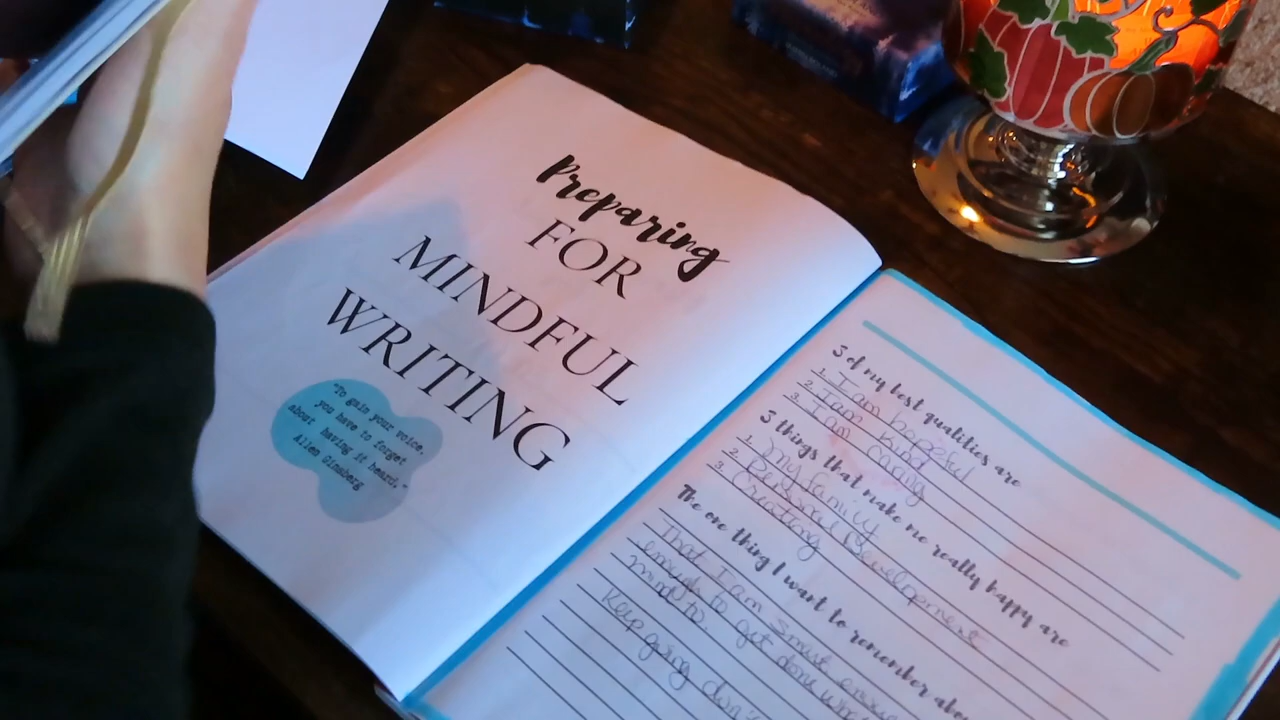 Preparing
FOR
MINDFUL
WRITING
"To gain your voice,
you have to forget
about having it heard."
Allen Ginsberg
3 of my best qualities are
1. I am hopeful
2. I am kind
3. I am caring
3 things that make me really happy are
1. my family
2. Personal Development
3. Creating
The one thing I want to remember
That I am smart
enough to get done
mind to.
Keep going